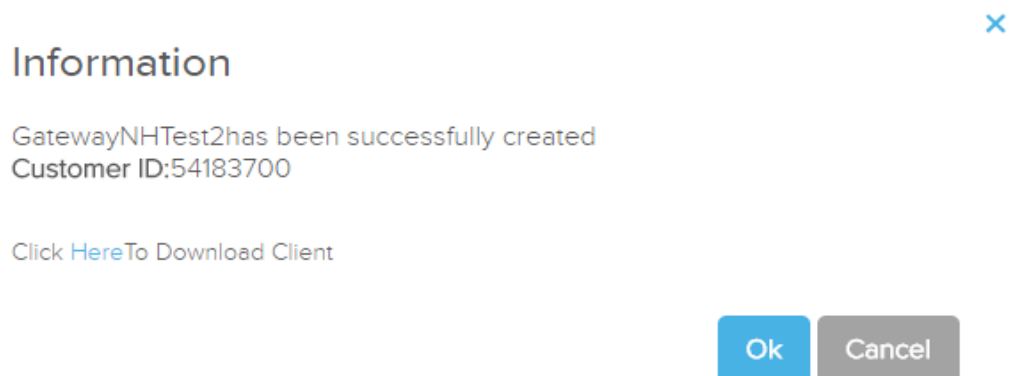 Information
GatewayNHTest2has been successfully created
Customer ID:54183700
Click HereTo Download Client
Ok
Cancel